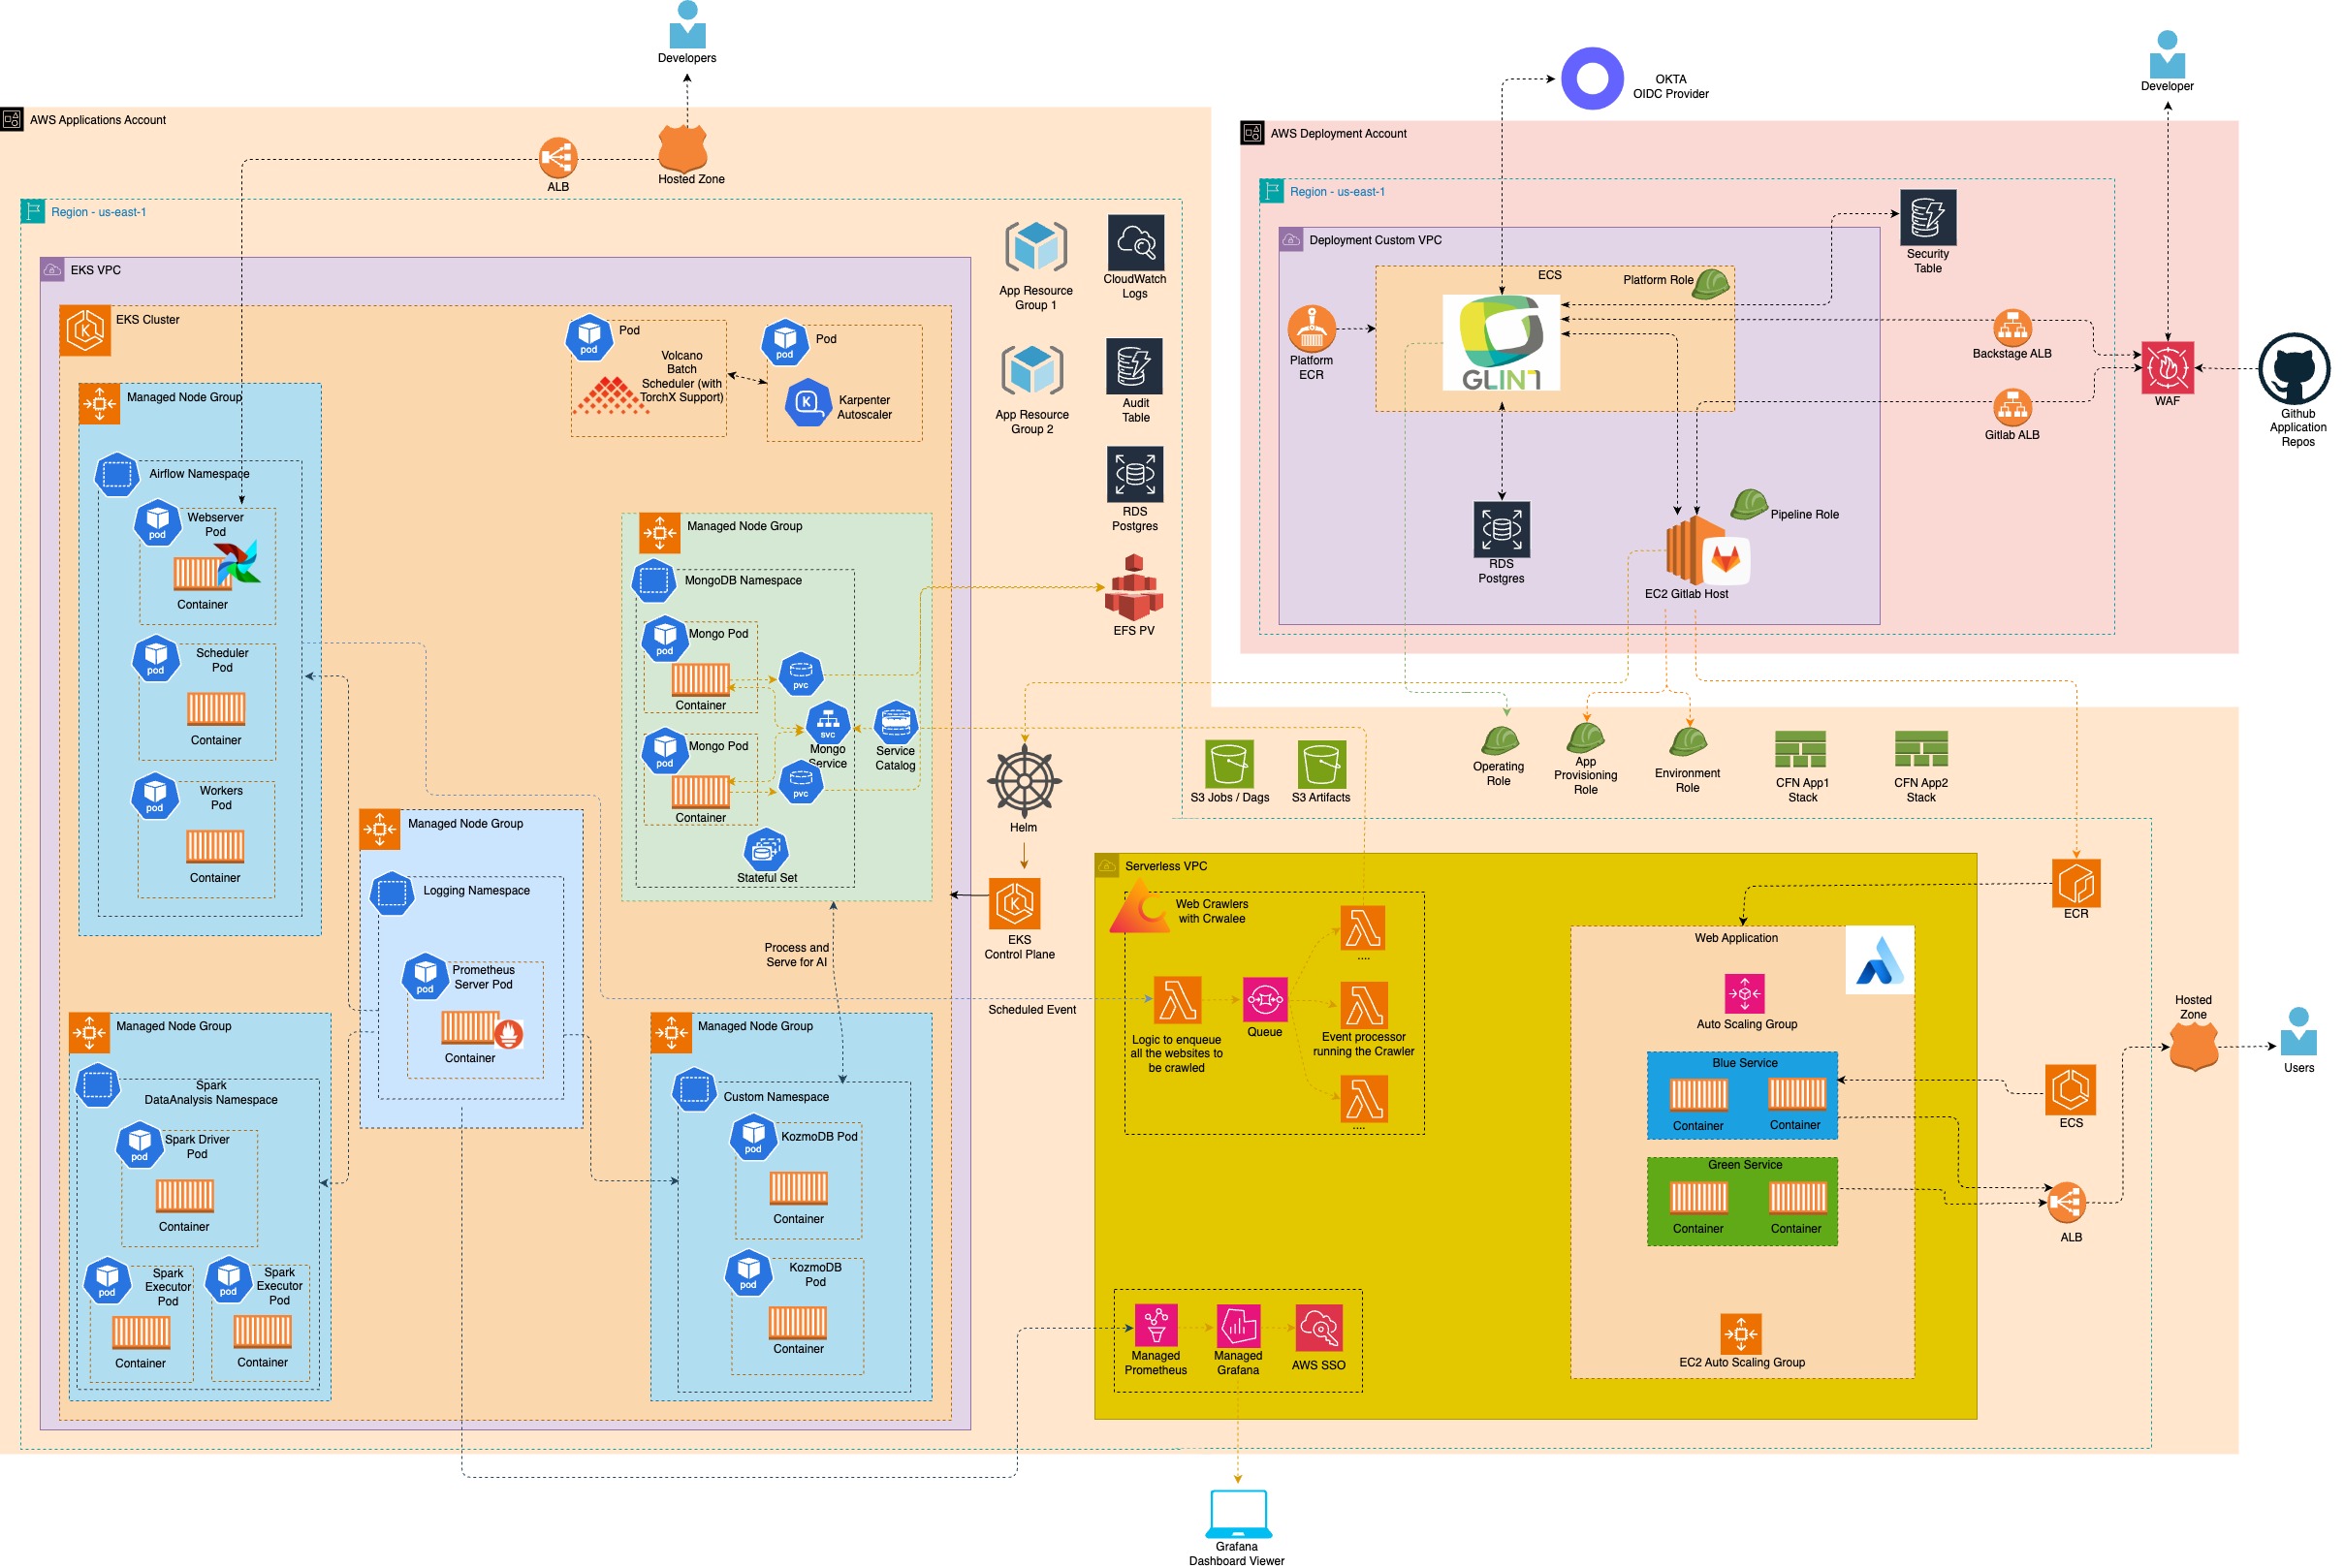 Developers
AWS Applications Account
ALB
Hosted Zone
Region - us-east-1
EKS VPC
EKS Cluster
pod
Pod
Volcano
Batch
Scheduler (with
TorchX Support)
pod
Pod
Karpenter
Autoscaler
Managed Node Group
Airflow Namespace
pod
Webserver
Pod
Container
pod
Scheduler
Pod
Container
pod
Workers
Pod
Container
Managed Node Group
MongoDB Namespace
pod
Mongo Pod
Container
pvc
svc
Mongo
Service
Service
Catalog
pod
Mongo Pod
Container
pvc
Stateful Set
Managed Node Group
Logging Namespace
pod
Prometheus
Server Pod
Container
Process and
Serve for AI
Managed Node Group
Spark
DataAnalysis Namespace
pod
Spark Driver
Pod
Container
pod
Spark
Executor
Pod
Container
pod
Spark
Executor
Pod
Container
Managed Node Group
Custom Namespace
pod
KozmoDB Pod
Container
pod
KozmoDB
Pod
Container
App Resource
Group 1
CloudWatch
Logs
App Resource
Group 2
Audit
Table
RDS
Postgres
EFS PV
Helm
EKS
Control Plane
Scheduled Event
OKTA
OIDC Provider
Developer
AWS Deployment Account
Region - us-east-1
Deployment Custom VPC
ECS
Platform Role
GLINT
Platform
ECR
Security
Table
Backstage ALB
Gitlab ALB
WAF
Github
Application
Repos
RDS
Postgres
Pipeline Role
EC2 Gitlab Host
S3 Jobs / Dags
S3 Artifacts
Operating
Role
App
Provisioning
Role
Environment
Role
CFN App1
Stack
CFN App2
Stack
Serverless VPC
Web Crawlers
with Crwalee
Logic to enqueue
all the websites to
be crawled
Queue
....
Event processor
running the Crawler
....
Managed
Prometheus
Managed
Grafana
AWS SSO
Web Application
Auto Scaling Group
Blue Service
Container
Container
Green Service
Container
Container
EC2 Auto Scaling Group
ECR
ECS
ALB
Hosted
Zone
Users
Grafana
Dashboard Viewer